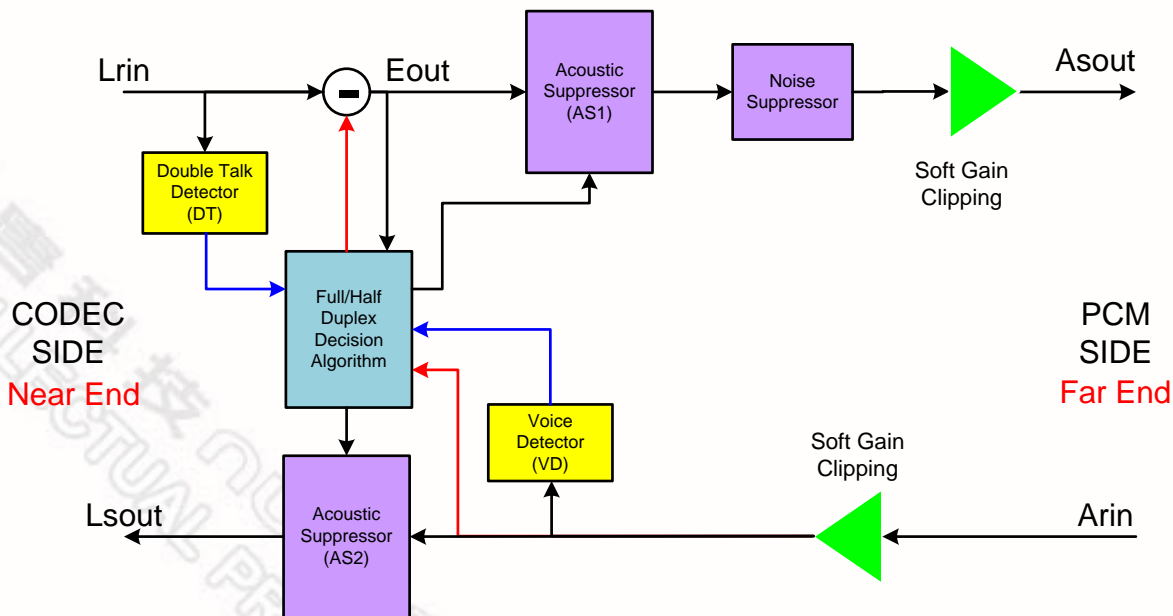 Lrin
Eout
Acoustic
Suppressor
(AS1)
Noise
Suppressor
Asout
Soft Gain
Clipping
Double Talk
Detector
(DT)
Full/Half
Duplex
Decision
Algorithm
CODEC
SIDE
Near End
PCM
SIDE
Far End
Voice
Detector
(VD)
Soft Gain
Clipping
Lsout
Acoustic
Suppressor
(AS2)
Arin
科技